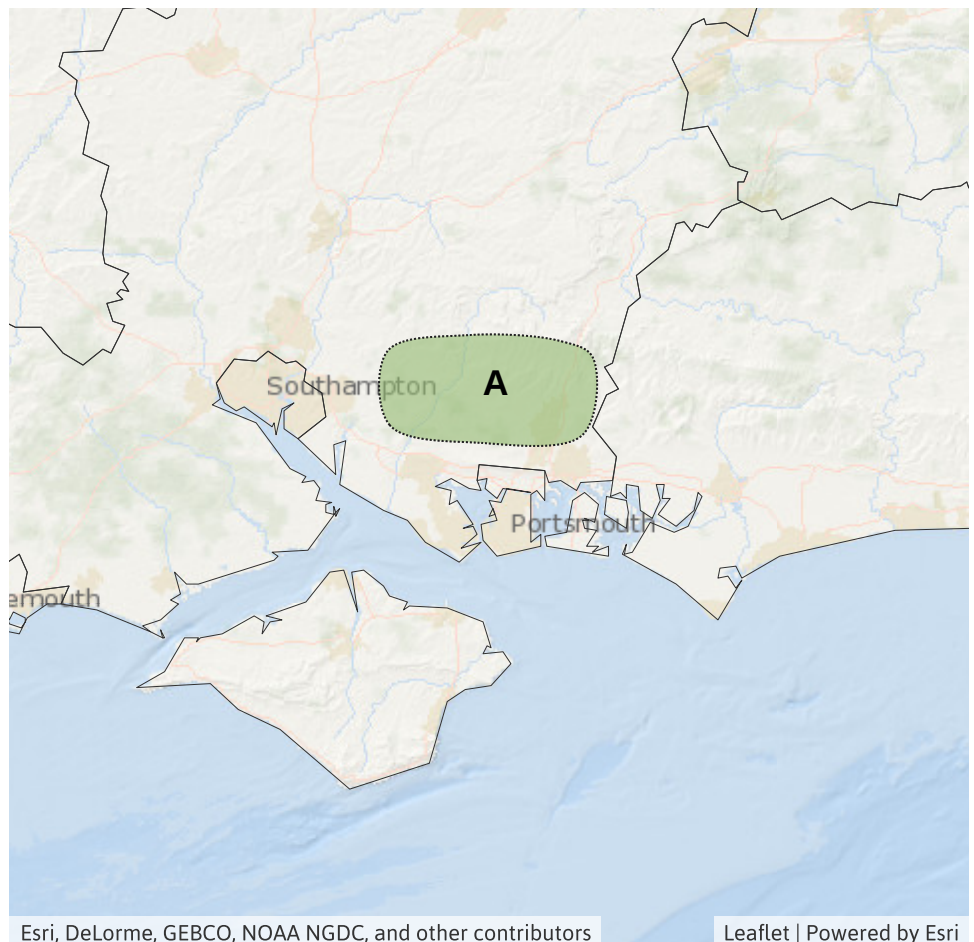 A
Southampton
Portsmouth
emouth
Esri, DeLorme, GEBCO, NOAA NGDC, and other contributors
Leaflet | Powered by Esri